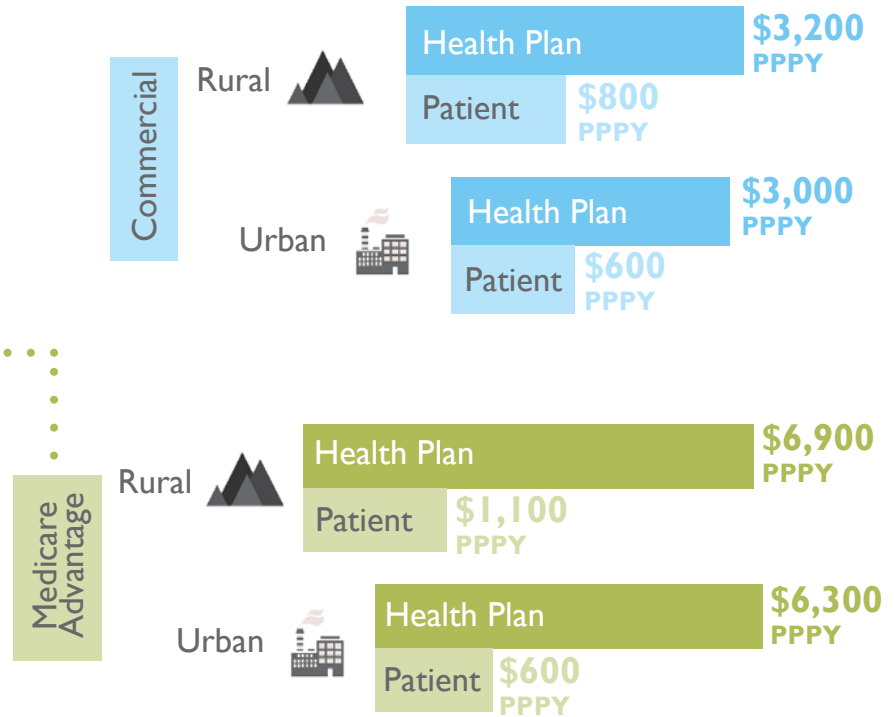 Commercial
Rural
Health Plan
$3,200
PPPY
Patient
$800
PPPY
Urban
Health Plan
$3,000
PPPY
Patient
$600
PPPY
Medicare
Advantage
Rural
Health Plan
$6,900
PPPY
Patient
$1,100
PPPY
Urban
Health Plan
$6,300
PPPY
Patient
$600
PPPY